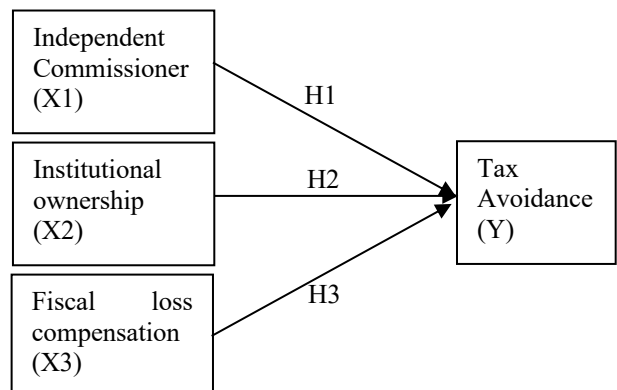 Independent
Commissioner
(X1)
H1
Institutional
ownership
(X2)
H2
Tax
Avoidance
(Y)
Fiscal loss
compensation
(X3)
H3